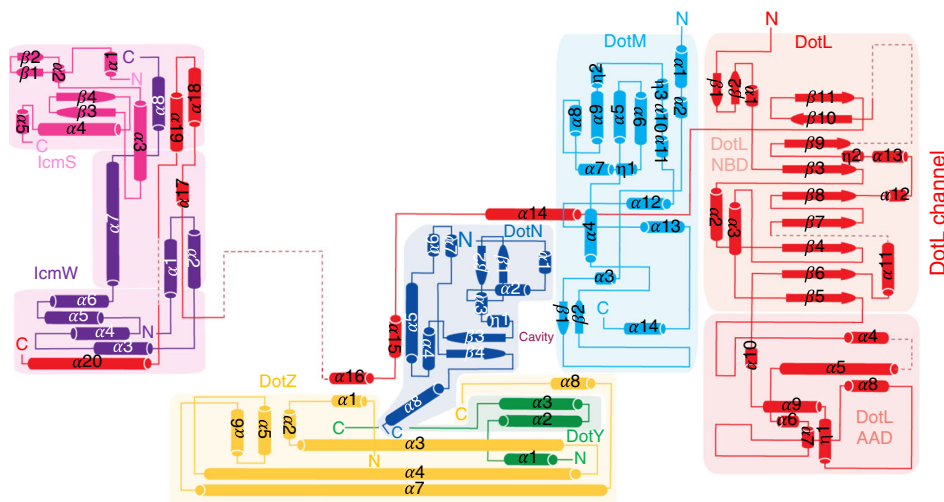 N
N
DotM
DotL
β2
β1
α2
α1
N
C
α8
α18
α19
β4
β3
α4
α5
α3
C
IcmS
α17
α7
α1
α2
IcmW
α6
α5
α4
N
α3
C
α20
η2
α1
α2
η3
α10
α11
α8
α9
α5
α6
α7
η1
α12
α13
α4
α3
β1
β2
C
α14
β1
β2
α1
β11
β10
β9
η2
α13
DotL
NBD
β3
β8
α12
α2
α3
β7
β4
α11
β6
β5
DotL channel
α14
DotN
N
α6
α7
β2
β1
α1
α2
α3
η1
α5
α4
β3
β4
Cavity
α15
α16
α8
C
α10
α4
α5
α8
α9
α6
α7
η1
DotL
AAD
DotZ
α1
α8
C
C
α3
α2
DotY
α6
α5
α2
α3
N
α1
N
α4
α7